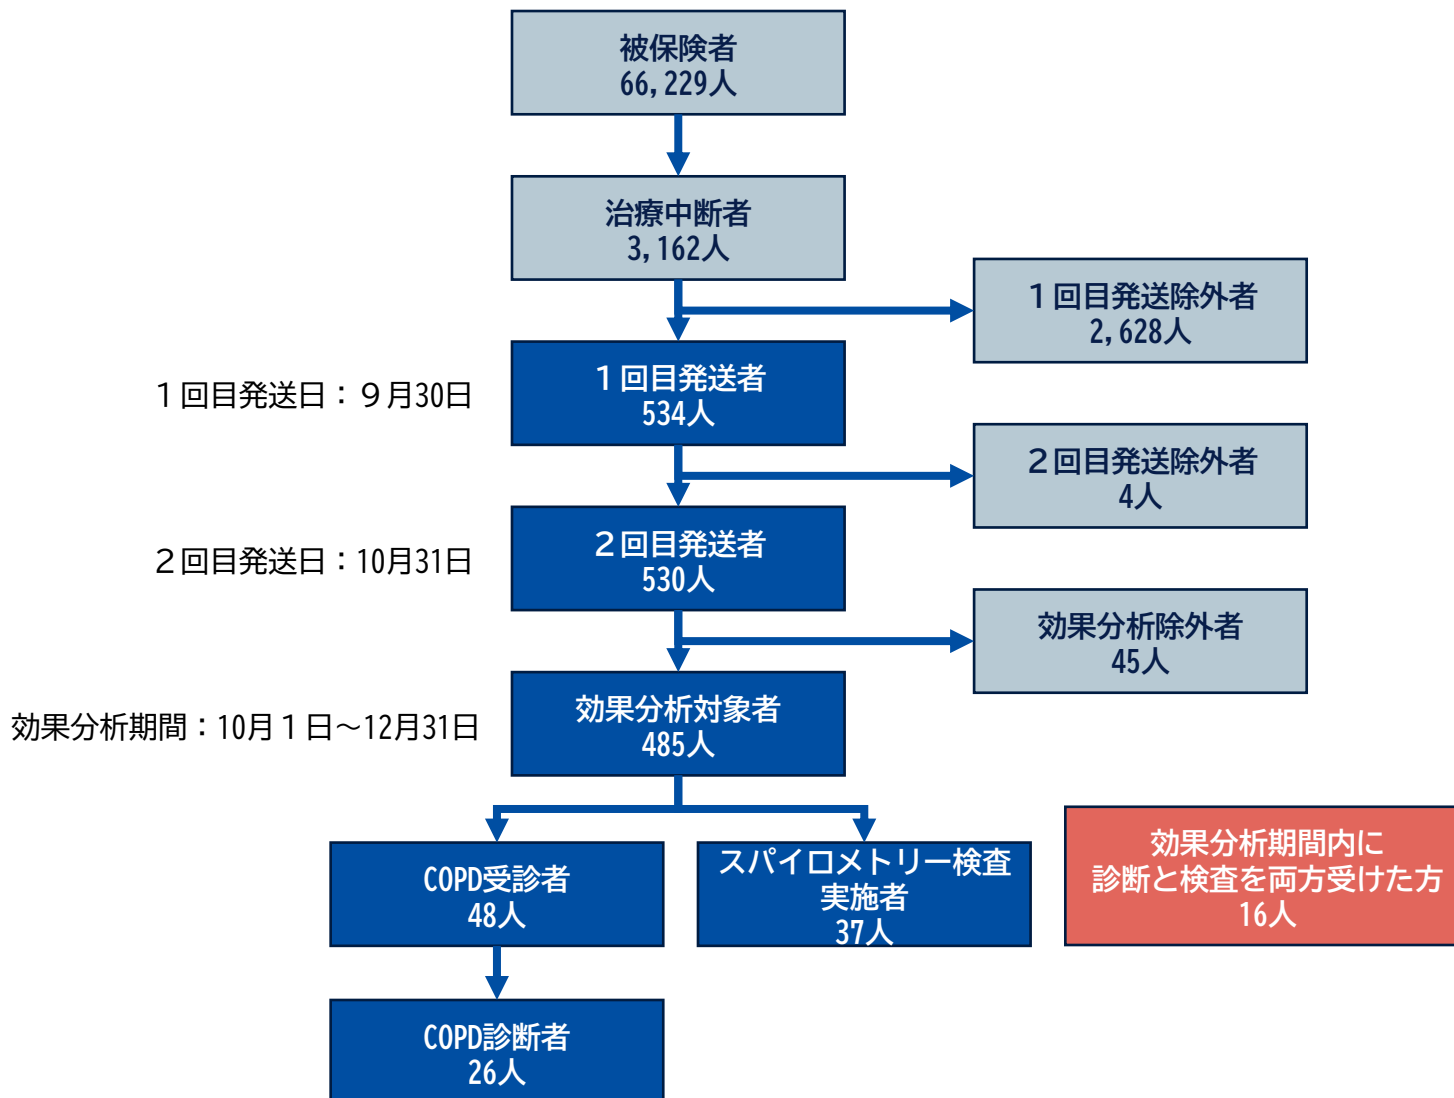 被保険者
66,229人
治療中断者
3,162人
１回目発送除外者
2,628人
１回目発送日：９月30日
１回目発送者
534人
２回目発送除外者
4人
２回目発送日：10月31日
２回目発送者
530人
効果分析除外者
45人
効果分析期間：10月１日～12月31日
効果分析対象者
485人
COPD受診者
48人
スパイロメトリー検査
実施者
37人
効果分析期間内に
診断と検査を両方受けた方
16人
COPD診断者
26人